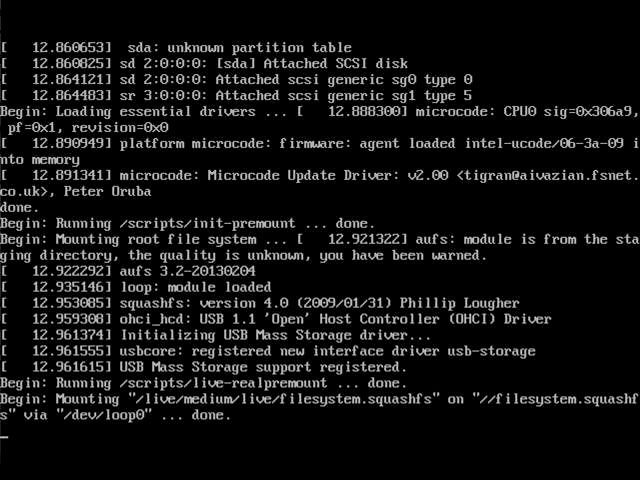 [   12.860653]  sda: unknown partition table
[   12.860825] sd 2:0:0:0: [sda] Attached SCSI disk
[   12.864121] sd 2:0:0:0: Attached scsi generic sg0 type 0
[   12.864483] sr 3:0:0:0: Attached scsi generic sg1 type 5
Begin: Loading essential drivers ... [   12.888300] microcode: CPU0 sig=0x306a9,
 pf=0x1, revision=0x0
[   12.890949] platform microcode: firmware: agent loaded intel-ucode/06-3a-09 i
nto memory
[   12.891341] microcode: Microcode Update Driver: v2.00 <tigran@aivazian.fsnet.
co.uk>, Peter Oruba
done.
Begin: Running /scripts/init-premount ... done.
Begin: Mounting root file system ... [   12.921322] aufs: module is from the sta
ging directory, the quality is unknown, you have been warned.
[   12.922292] aufs 3.2-20130204
[   12.935146] loop: module loaded
[   12.953085] squashfs: version 4.0 (2009/01/31) Phillip Lougher
[   12.959308] ohci_hcd: USB 1.1 'Open' Host Controller (OHCI) Driver
[   12.961374] Initializing USB Mass Storage driver...
[   12.961555] usbcore: registered new interface driver usb-storage
[   12.961615] USB Mass Storage support registered.
Begin: Running /scripts/live-realpremount ... done.
Begin: Mounting "/live/medium/live/filesystem.squashfs" on "//filesystem.squashf
s" via "/dev/loop0" ... done.